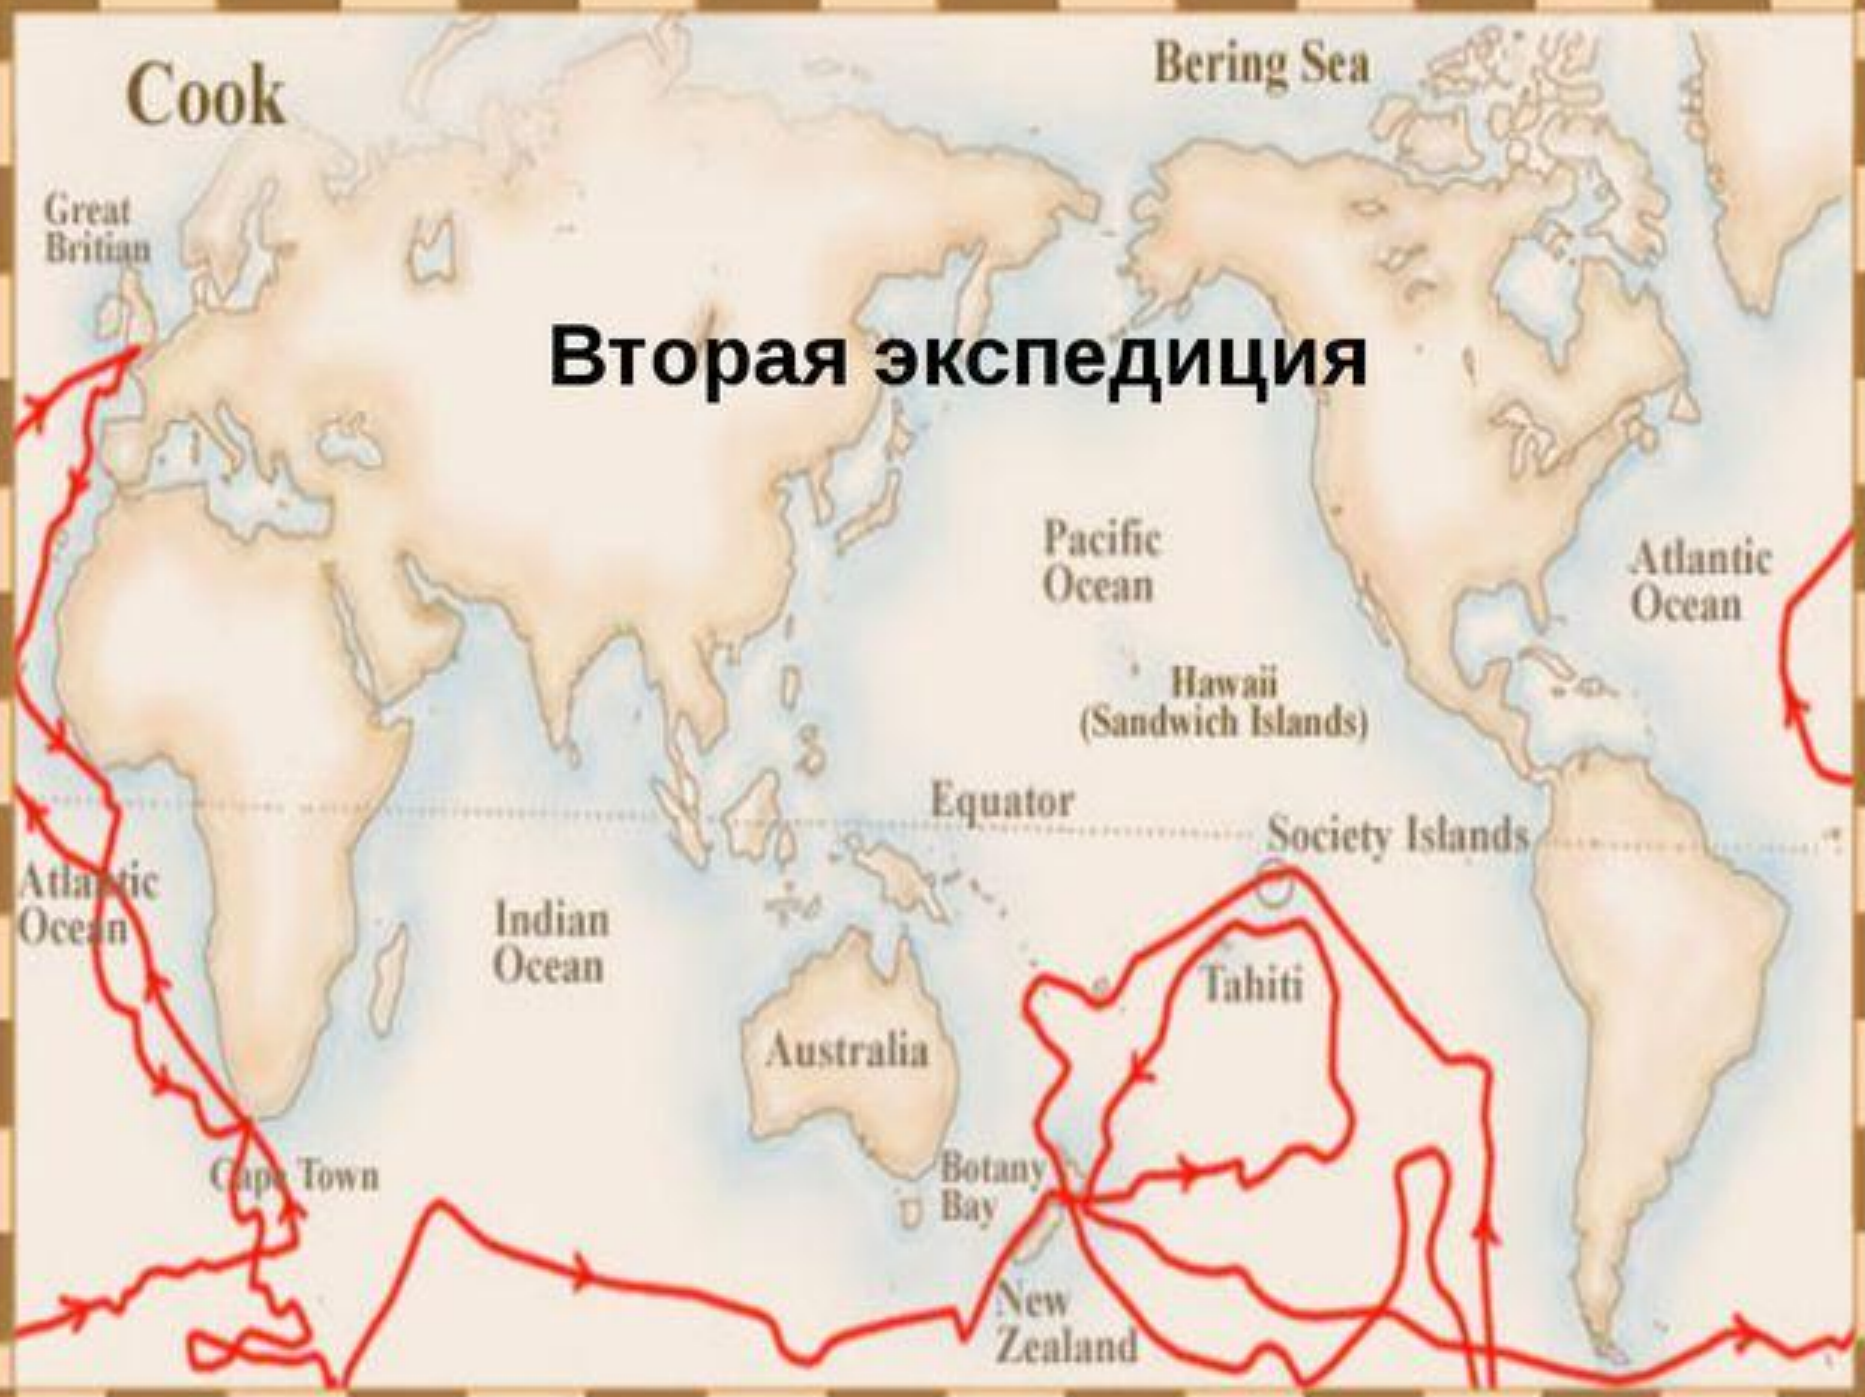 Cook
Bering Sea
Great
Britian
Вторая экспедиция
Pacific
Ocean
Atlantic
Ocean
Hawaii
(Sandwich Islands)
Equator
Society Islands
Atlantic
Ocean
Indian
Ocean
Tahiti
Australia
Cape Town
Botany
Bay
New
Zealand